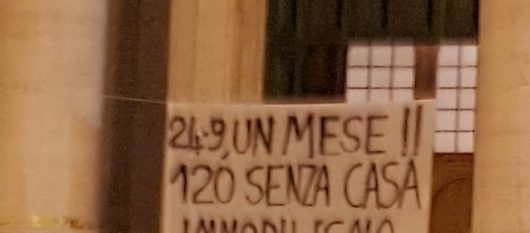 24-9, UN MESE !!
120 SENZA CASA